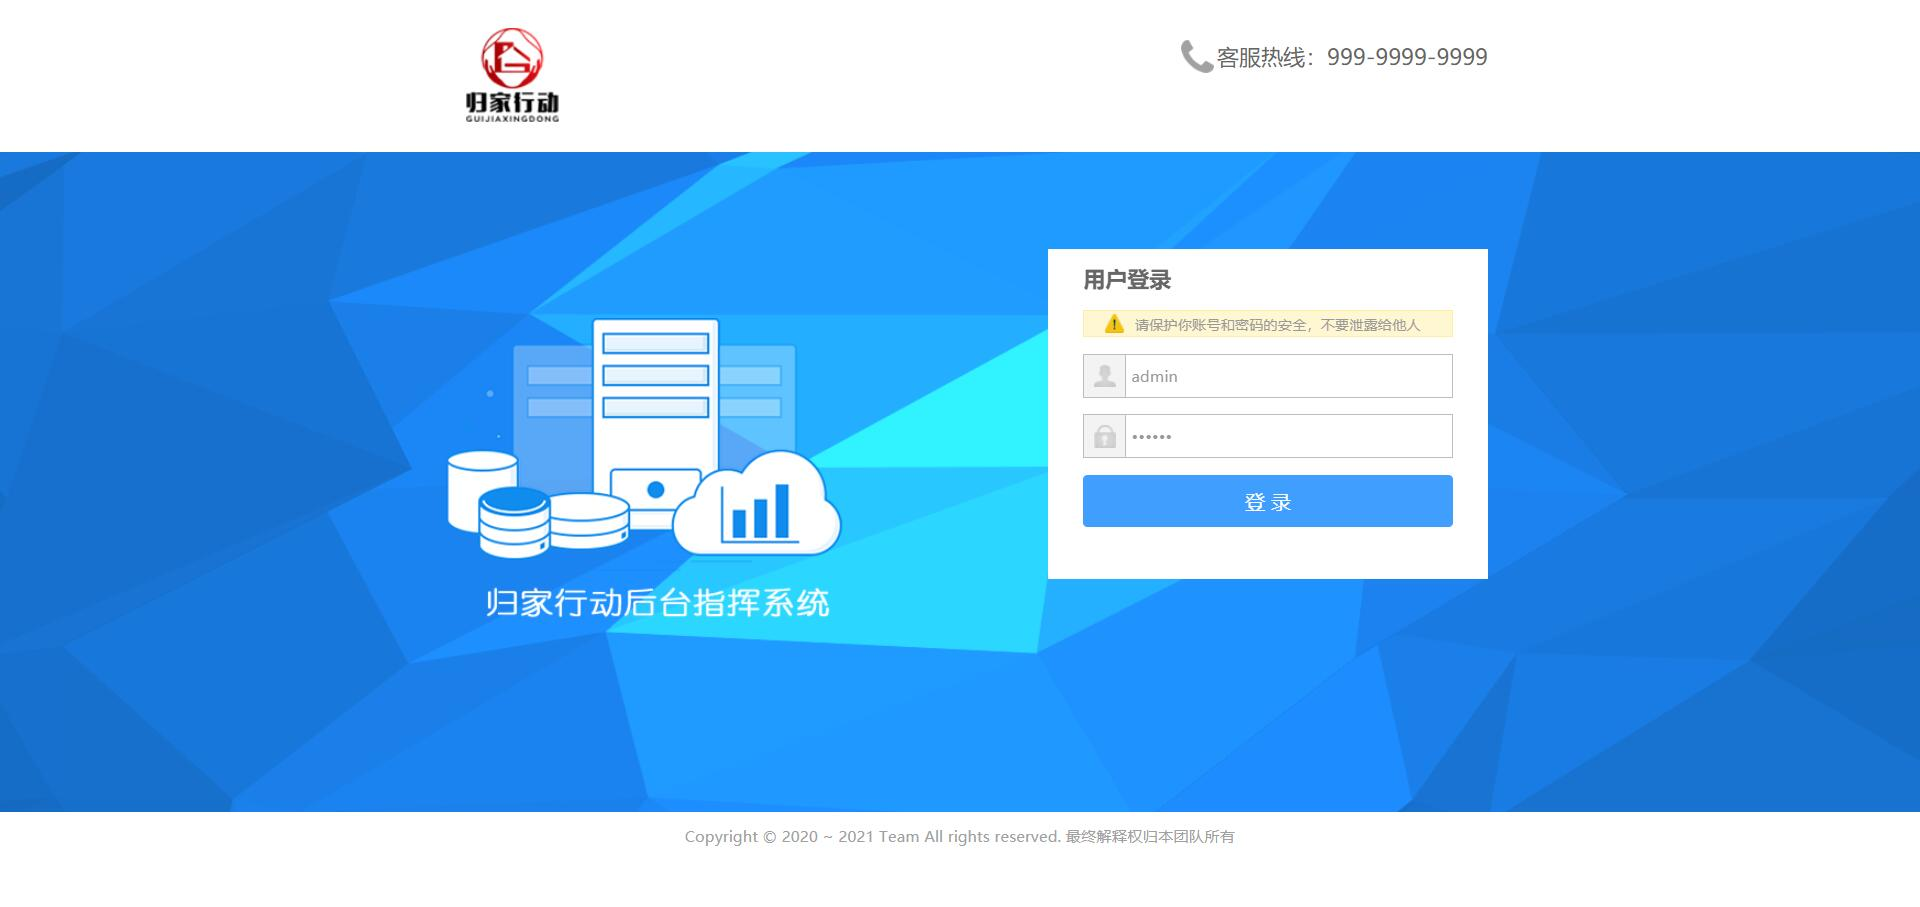 归家行动
GUIJIAXINGDONG
客服热线：999-9999-9999
用户登录
请保护你账号和密码的安全，不要泄露给他人
admin
••••••
登 录
归家行动后台指挥系统
Copyright © 2020 ~ 2021 Team All rights reserved. 最终解释权归本团队所有